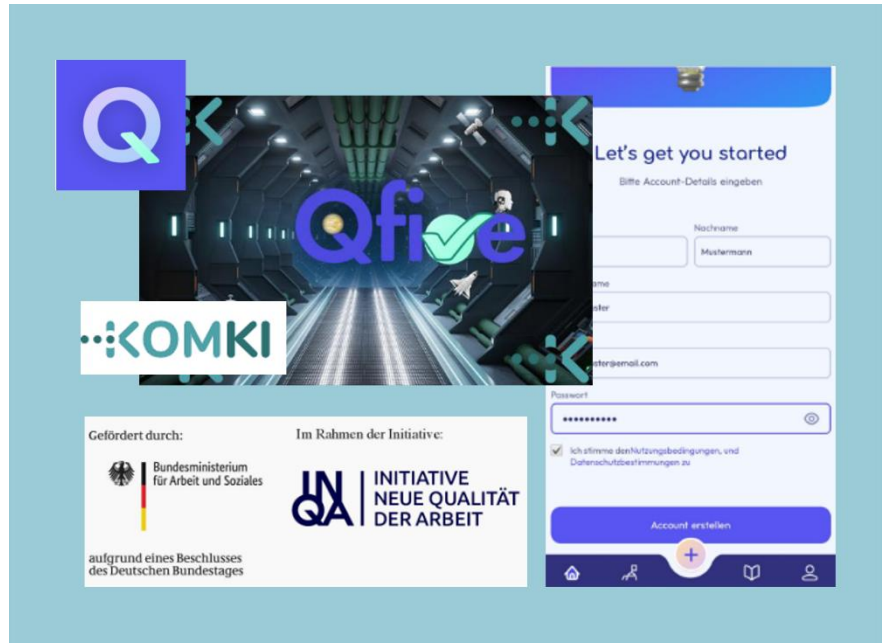 Q
Qfive
KOMKI
Let's get you started
Bitte Account-Details eingeben
Nachname
Mustermann
Passwort
••••••••••
Ich stimme denNutzungsbedingungen, und
Datenschutzbestimmungen zu
Account erstellen
+
Gefördert durch:
Bundesministerium
für Arbeit und Soziales
aufgrund eines Beschlusses
des Deutschen Bundestages
Im Rahmen der Initiative:
INQA
INITIATIVE
NEUE QUALITÄT
DER ARBEIT